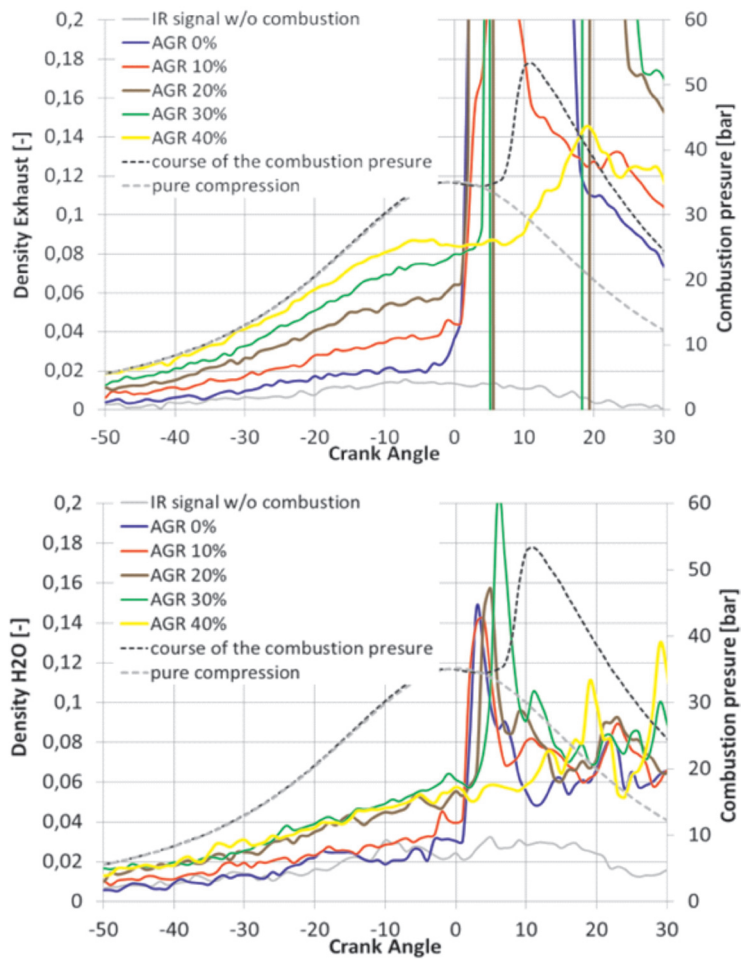 0,2
0,18
0,16
0,14
0,12
0,1
0,08
0,06
0,04
0,02
0
Density Exhaust [-]
IR signal w/o combustion
AGR 0%
AGR 10%
AGR 20%
AGR 30%
AGR 40%
course of the combustion presure
pure compression
60
50
40
30
20
10
0
Combustion pressure [bar]
-50 -40 -30 -20 -10 0 10 20 30
Crank Angle
0,2
0,18
0,16
0,14
0,12
0,1
0,08
0,06
0,04
0,02
0
Density H2O [-]
IR signal w/o combustion
AGR 0%
AGR 10%
AGR 20%
AGR 30%
AGR 40%
course of the combustion presure
pure compression
60
50
40
30
20
10
0
Combustion pressure [bar]
-50 -40 -30 -20 -10 0 10 20 30
Crank Angle